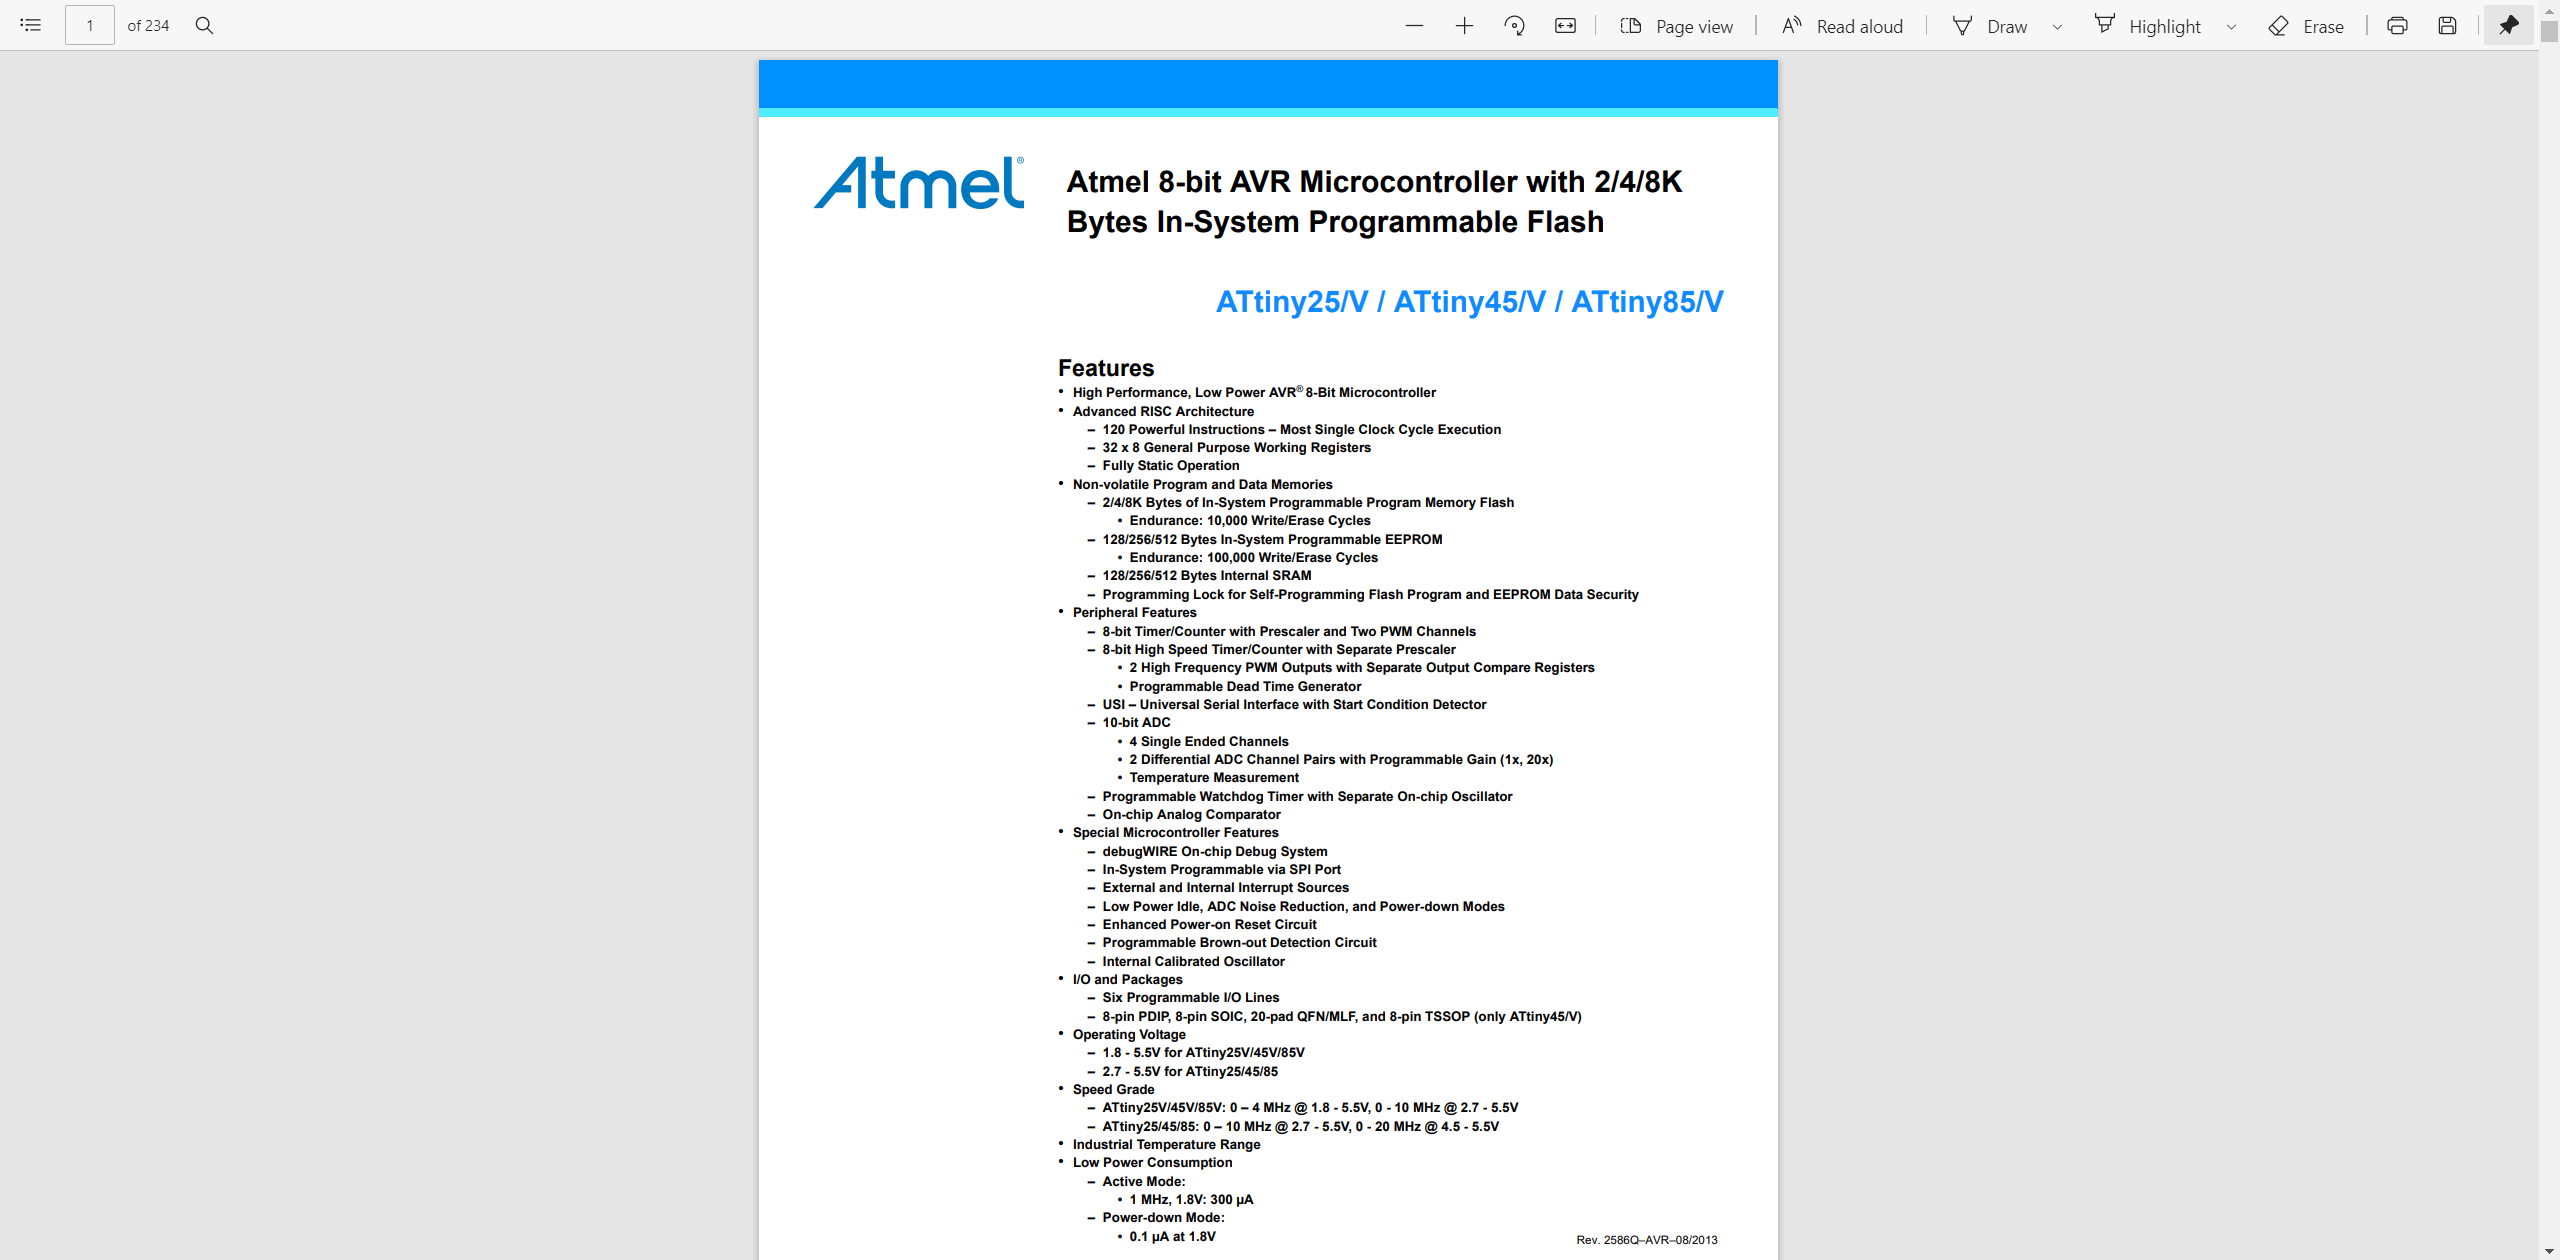 1 of 234 Page view Read aloud Draw Highlight Erase
Atmel®
Atmel 8-bit AVR Microcontroller with 2/4/8K
Bytes In-System Programmable Flash
ATtiny25/V / ATtiny45/V / ATtiny85/V
Features
• High Performance, Low Power AVR® 8-Bit Microcontroller
• Advanced RISC Architecture
– 120 Powerful Instructions – Most Single Clock Cycle Execution
– 32 x 8 General Purpose Working Registers
– Fully Static Operation
• Non-volatile Program and Data Memories
– 2/4/8K Bytes of In-System Programmable Program Memory Flash
• Endurance: 10,000 Write/Erase Cycles
– 128/256/512 Bytes In-System Programmable EEPROM
• Endurance: 100,000 Write/Erase Cycles
– 128/256/512 Bytes Internal SRAM
– Programming Lock for Self-Programming Flash Program and EEPROM Data Security
• Peripheral Features
– 8-bit Timer/Counter with Prescaler and Two PWM Channels
– 8-bit High Speed Timer/Counter with Separate Prescaler
• 2 High Frequency PWM Outputs with Separate Output Compare Registers
• Programmable Dead Time Generator
– USI – Universal Serial Interface with Start Condition Detector
– 10-bit ADC
• 4 Single Ended Channels
• 2 Differential ADC Channel Pairs with Programmable Gain (1x, 20x)
• Temperature Measurement
– Programmable Watchdog Timer with Separate On-chip Oscillator
– On-chip Analog Comparator
• Special Microcontroller Features
– debugWIRE On-chip Debug System
– In-System Programmable via SPI Port
– External and Internal Interrupt Sources
– Low Power Idle, ADC Noise Reduction, and Power-down Modes
– Enhanced Power-on Reset Circuit
– Programmable Brown-out Detection Circuit
– Internal Calibrated Oscillator
• I/O and Packages
– Six Programmable I/O Lines
– 8-pin PDIP, 8-pin SOIC, 20-pad QFN/MLF, and 8-pin TSSOP (only ATtiny45/V)
• Operating Voltage
– 1.8 - 5.5V for ATtiny25V/45V/85V
– 2.7 - 5.5V for ATtiny25/45/85
• Speed Grade
– ATtiny25V/45V/85V: 0 – 4 MHz @ 1.8 - 5.5V, 0 - 10 MHz @ 2.7 - 5.5V
– ATtiny25/45/85: 0 – 10 MHz @ 2.7 - 5.5V, 0 - 20 MHz @ 4.5 - 5.5V
• Industrial Temperature Range
• Low Power Consumption
– Active Mode:
• 1 MHz, 1.8V: 300 µA
– Power-down Mode:
• 0.1 µA at 1.8V
Rev. 2586Q–AVR–08/2013